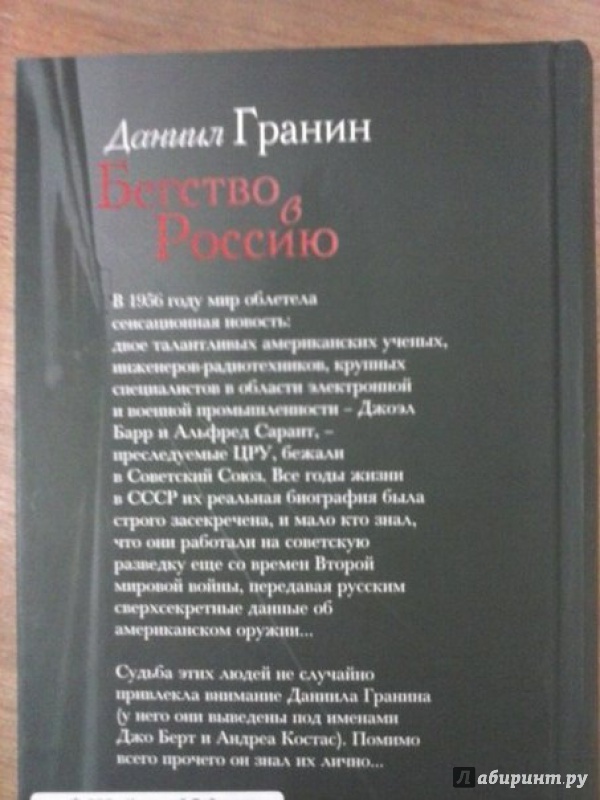 Даниил Гранин
Бегство в
Россию
В 1956 году мир облетела
сенсационная новость:
двое талантливых американских ученых,
инженеров-радиотехников, крупных
специалистов в области электронной
и военной промышленности – Джоэл
Барр и Альфред Сарант, –
преследуемые ЦРУ, бежали
в Советский Союз. Все годы жизни
в СССР их реальная биография была
строго засекречена, и мало кто знал,
что они работали на советскую
разведку еще со времен Второй
мировой войны, передавая русским
сверхсекретные данные об
американском оружии...
Судьба этих людей не случайно
привлекла внимание Даниила Гранина
(у него они выведены под именами
Джо Берт и Андреа Костас). Помимо
всего прочего он знал их лично...
Лабиринт.ру